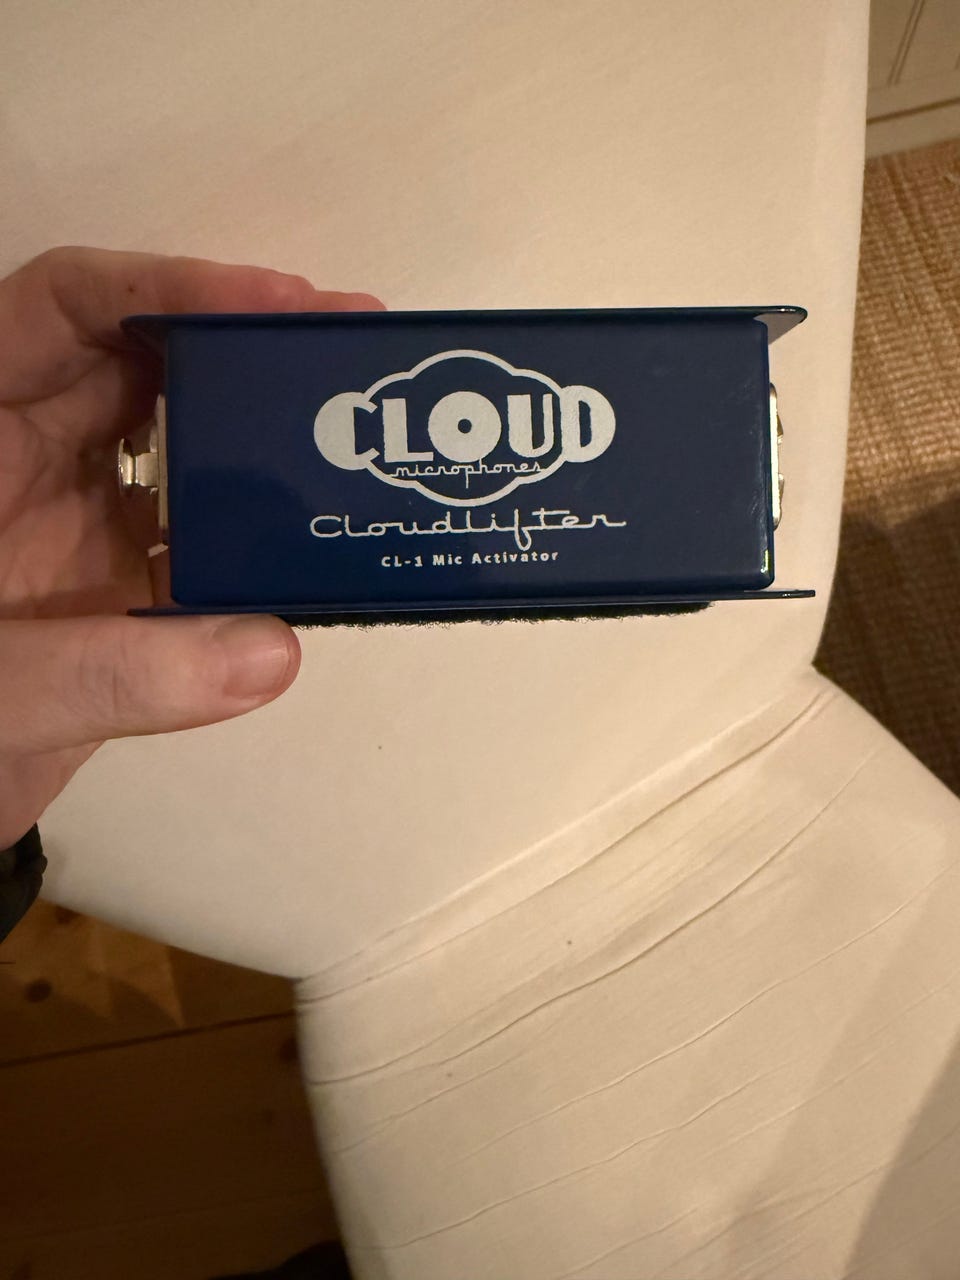 CLOUD
microphones
Cloudlifter
CL-1 Mic Activator